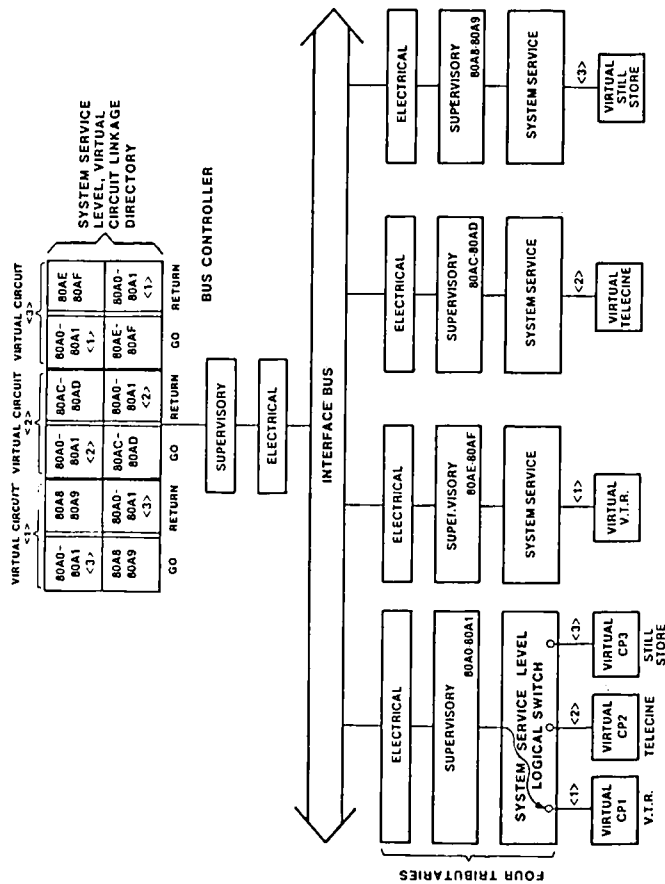 VIRTUAL CIRCUIT
<1>
VIRTUAL CIRCUIT
<2>
VIRTUAL CIRCUIT
<3>
80A0-
80A1
<3>
80A8
80A9
80A0-
80A1
<2>
80AC-
80AD
80A0-
80A1
<1>
80AE
80AF
80A8
80A9
80A0-
80A1
<3>
80AC-
80AD
80A0-
80A1
<2>
80AE-
80AF
80A0-
80A1
<1>
GO
RETURN
GO
RETURN
GO
RETURN
SYSTEM SERVICE
LEVEL, VIRTUAL
CIRCUIT LINKAGE
DIRECTORY
BUS CONTROLLER
SUPERVISORY
ELECTRICAL
INTERFACE BUS
FOUR TRIBUTARIES
ELECTRICAL
SUPERVISORY
80A0-80A1
SYSTEM SERVICE LEVEL
LOGICAL SWITCH
<1>
<2>
<3>
VIRTUAL
CP1
VIRTUAL
CP2
VIRTUAL
CP3
V.T.R.
TELECINE
STILL
STORE
ELECTRICAL
SUPERVISORY
80AE-80AF
SYSTEM SERVICE
<1>
VIRTUAL
V.T.R.
ELECTRICAL
SUPERVISORY
80AC-80AD
SYSTEM SERVICE
<2>
VIRTUAL
TELECINE
ELECTRICAL
SUPERVISORY
80A8-80A9
SYSTEM SERVICE
<3>
VIRTUAL
STILL
STORE